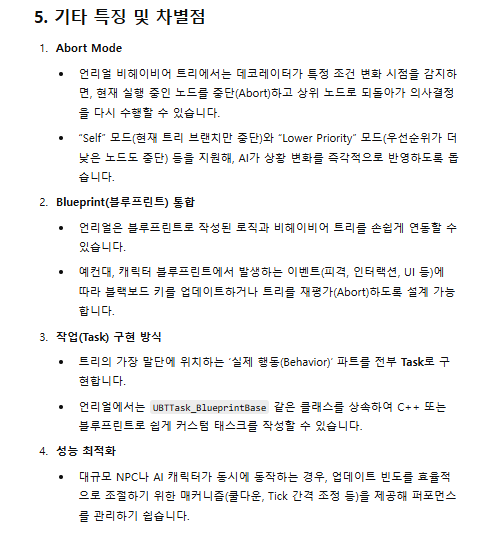 5. 기타 특징 및 차별점
1. Abort Mode
• 언리얼 비헤이비어 트리에서는 데코레이터가 특정 조건 변화 시점을 감지하
면, 현재 실행 중인 노드를 중단(Abort)하고 상위 노드로 되돌아가 의사결정
을 다시 수행할 수 있습니다.
• “Self” 모드(현재 트리 브랜치만 중단)와 “Lower Priority” 모드(우선순위가 더
낮은 노드도 중단) 등을 지원해, AI가 상황 변화를 즉각적으로 반영하도록 돕
습니다.
2. Blueprint(블루프린트) 통합
• 언리얼은 블루프린트로 작성된 로직과 비헤이비어 트리를 손쉽게 연동할 수
있습니다.
• 예컨대, 캐릭터 블루프린트에서 발생하는 이벤트(피격, 인터랙션, UI 등)에
따라 블랙보드 키를 업데이트하거나 트리를 재평가(Abort)하도록 설계 가능
합니다.
3. 작업(Task) 구현 방식
• 트리의 가장 말단에 위치하는 ‘실제 행동(Behavior)’ 파트를 전부 Task로 구
현합니다.
• 언리얼에서는 UBTTask_BlueprintBase 같은 클래스를 상속하여 C++ 또는
블루프린트로 쉽게 커스텀 태스크를 작성할 수 있습니다.
4. 성능 최적화
• 대규모 NPC나 AI 캐릭터가 동시에 동작하는 경우, 업데이트 빈도를 효율적
으로 조절하기 위한 매커니즘(쿨다운, Tick 간격 조정 등)을 제공해 퍼포먼스
를 관리하기 쉽습니다.